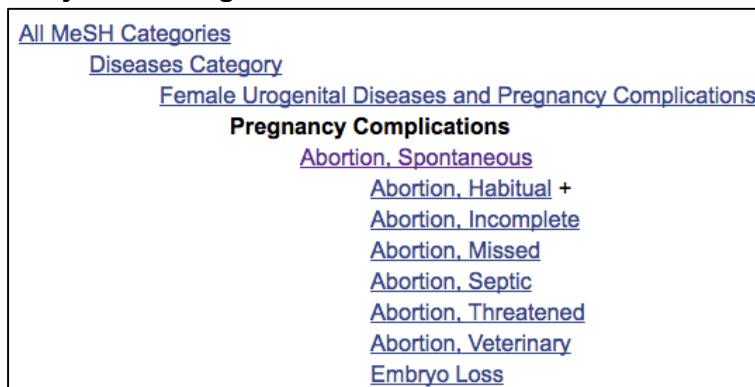 All MeSH Categories
Diseases Category
Female Urogenital Diseases and Pregnancy Complications
Pregnancy Complications
Abortion, Spontaneous
Abortion, Habitual +
Abortion, Incomplete
Abortion, Missed
Abortion, Septic
Abortion, Threatened
Abortion, Veterinary
Embryo Loss